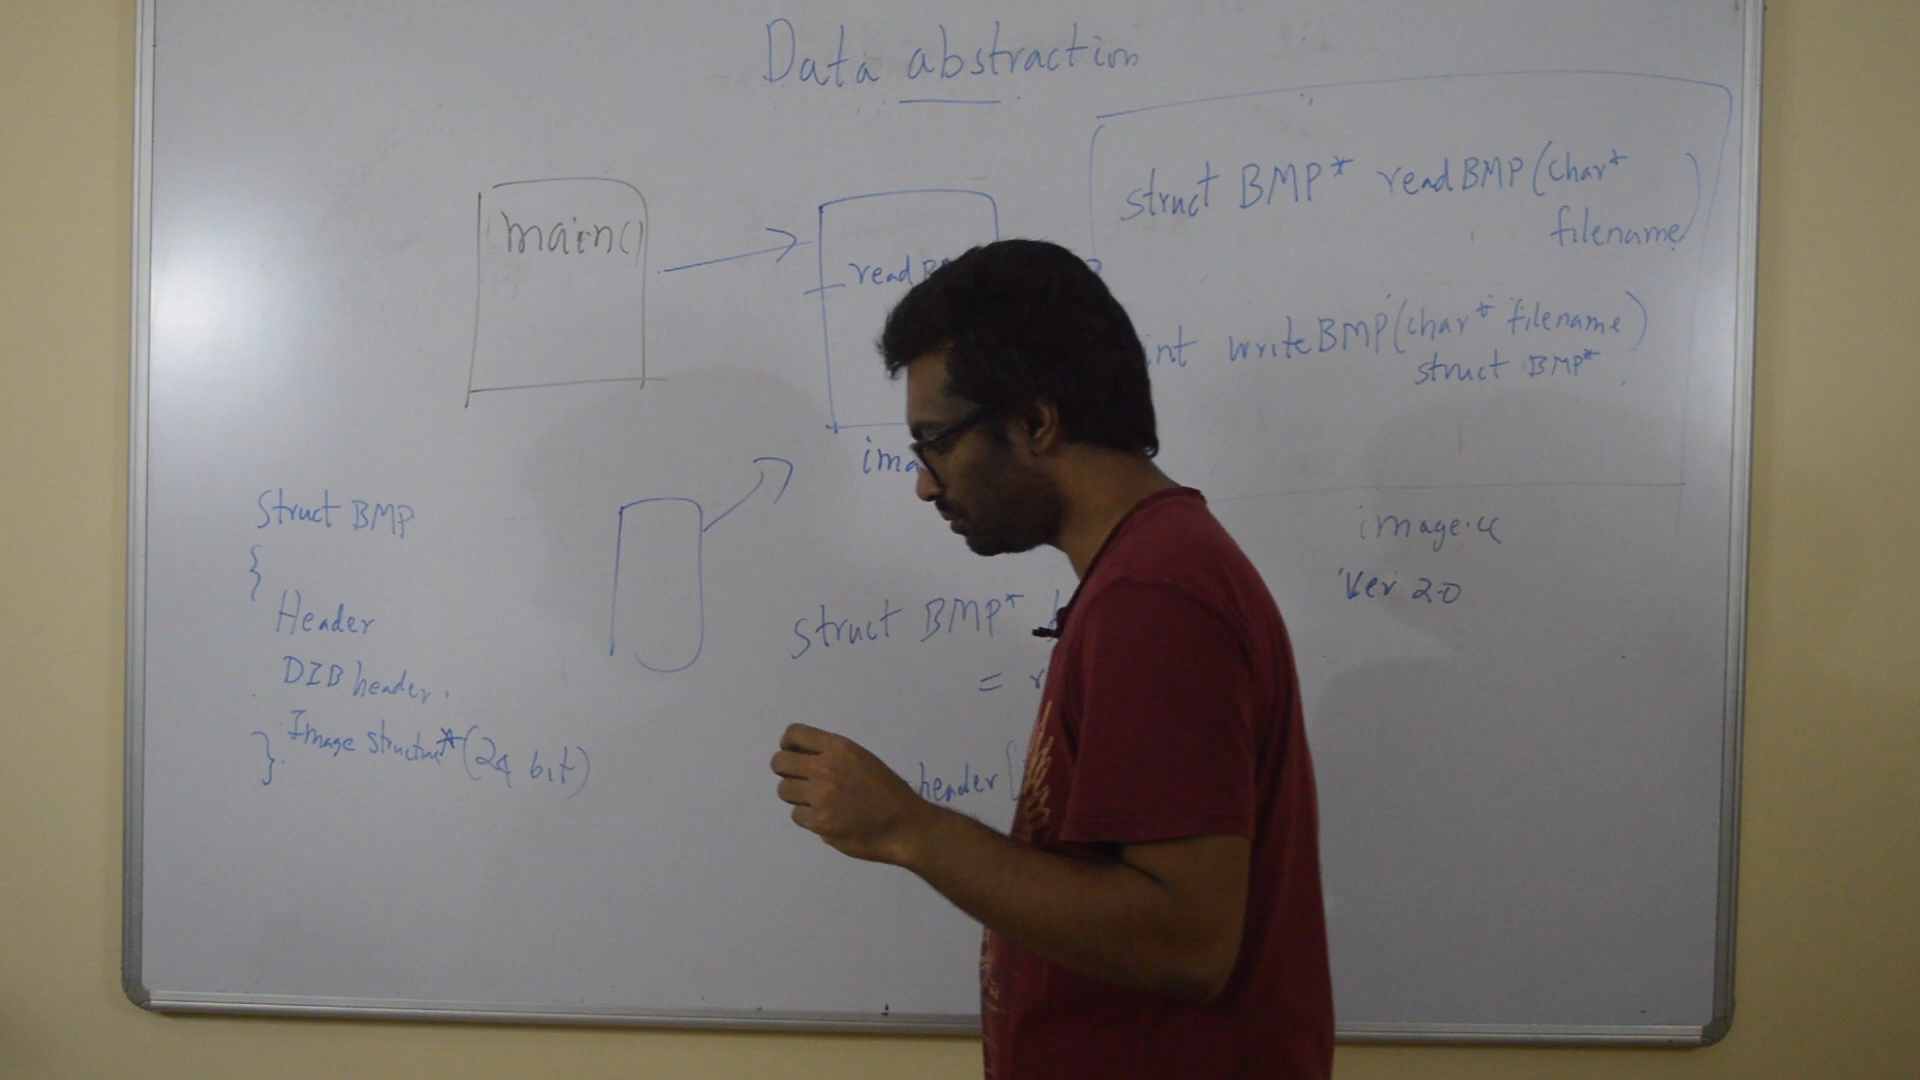 Data abstraction
main()
read
struct BMP* readBMP(char*
filename)
int writeBMP(char* filename)
struct BMP*
image.c
Ver 2.0
Struct BMP
{
Header
DIB header.
Image structure* (24 bit)
}
struct BMP*
=
header(